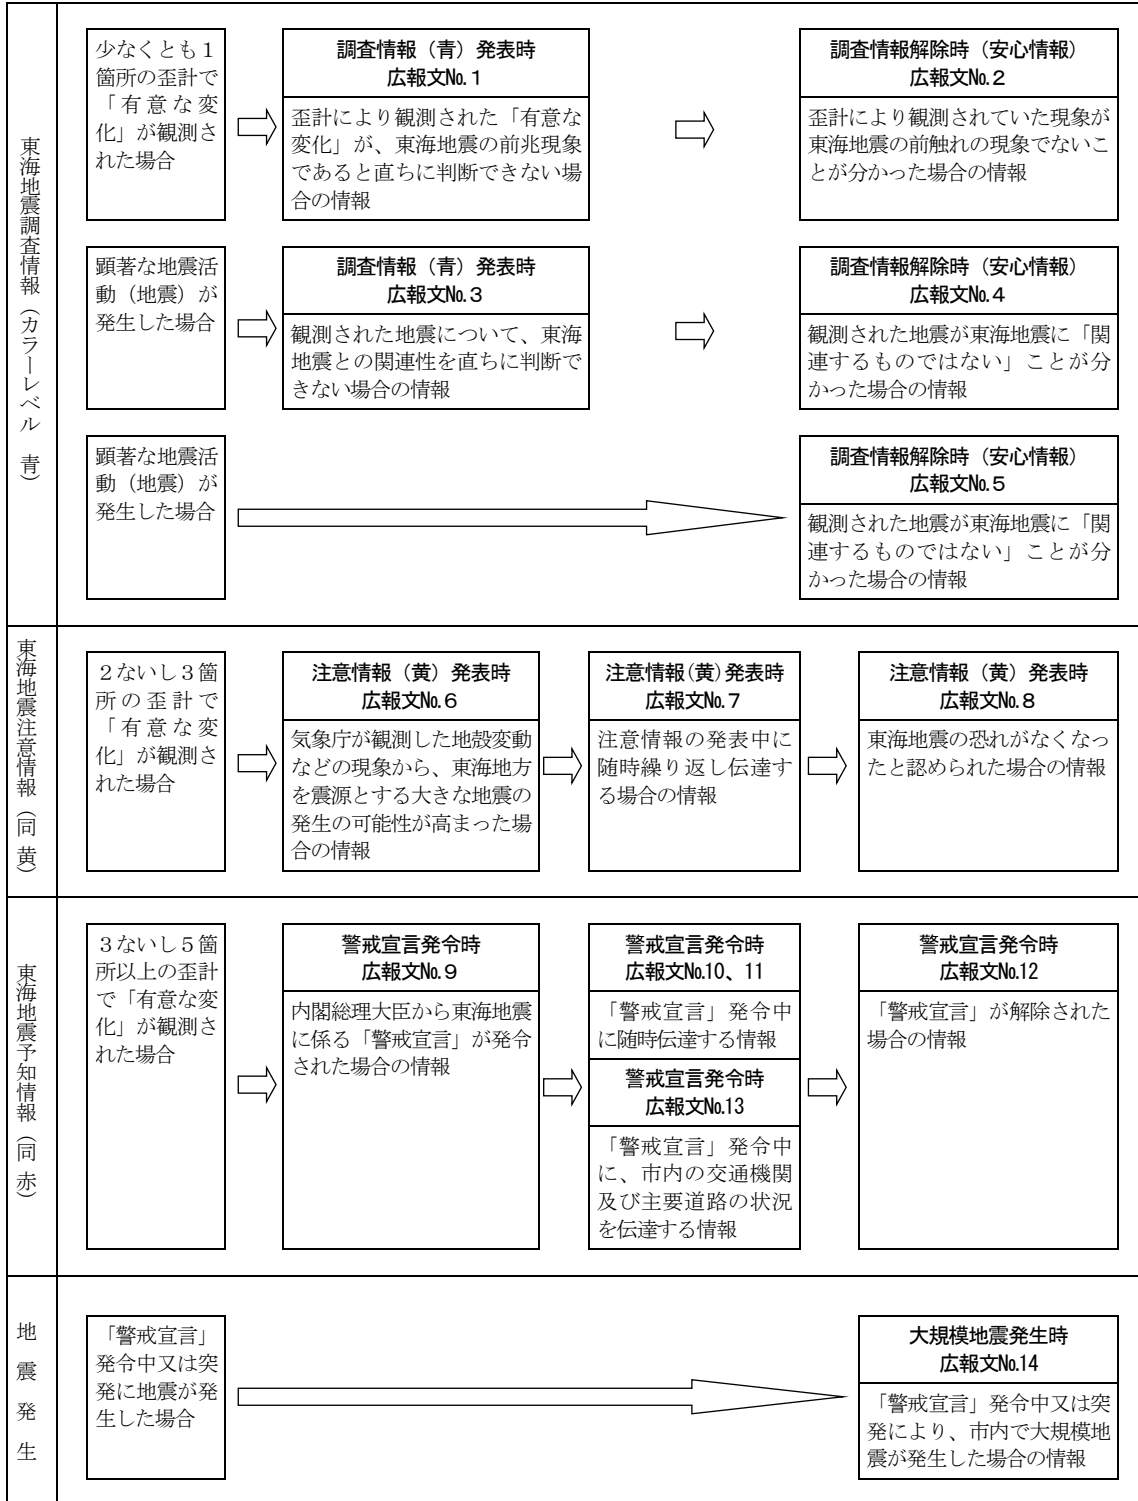 東海地震調査情報（カラーレベル 青）
少なくとも１
箇所の歪計で
「有意な変
化」が観測さ
れた場合
調査情報（青）発表時
広報文№1
歪計により観測された「有意な
変化」が、東海地震の前兆現象
であると直ちに判断できない場
合の情報
調査情報解除時（安心情報）
広報文№2
歪計により観測されていた現象が
東海地震の前触れの現象でないこ
とが分かった場合の情報
顕著な地震活
動（地震）が
発生した場合
調査情報（青）発表時
広報文№3
観測された地震について、東海
地震との関連性を直ちに判断で
きない場合の情報
調査情報解除時（安心情報）
広報文№4
観測された地震が東海地震に「関
連するものではない」ことが分
かった場合の情報
顕著な地震活
動（地震）が
発生した場合
調査情報解除時（安心情報）
広報文№5
観測された地震が東海地震に「関
連するものではない」ことが分
かった場合の情報
東海地震注意情報（同 黄）
２ないし３箇
所の歪計で
「有意な変
化」が観測さ
れた場合
注意情報（黄）発表時
広報文№6
気象庁が観測した地殻変動
などの現象から、東海地方
を震源とする大きな地震の
発生の可能性が高まった場
合の情報
注意情報(黄)発表時
広報文№7
注意情報の発表中に
随時繰り返し伝達す
る場合の情報
注意情報（黄）発表時
広報文№8
東海地震の恐れがなくなっ
たと認められた場合の情報
東海地震予知情報（同 赤）
３ないし５箇
所以上の歪計
で「有意な変
化」が観測さ
れた場合
警戒宣言発令時
広報文№9
内閣総理大臣から東海地震
に係る「警戒宣言」が発令
された場合の情報
警戒宣言発令時
広報文№10、11
「警戒宣言」発令中
に随時伝達する情報
警戒宣言発令時
広報文№13
「警戒宣言」発令中
に、市内の交通機関
及び主要道路の状況
を伝達する情報
警戒宣言発令時
広報文№12
「警戒宣言」が解除された
場合の情報
地震発生
「警戒宣言」
発令中又は突
発に地震が発
生した場合
大規模地震発生時
広報文№14
「警戒宣言」発令中又は突
発により、市内で大規模地
震が発生した場合の情報